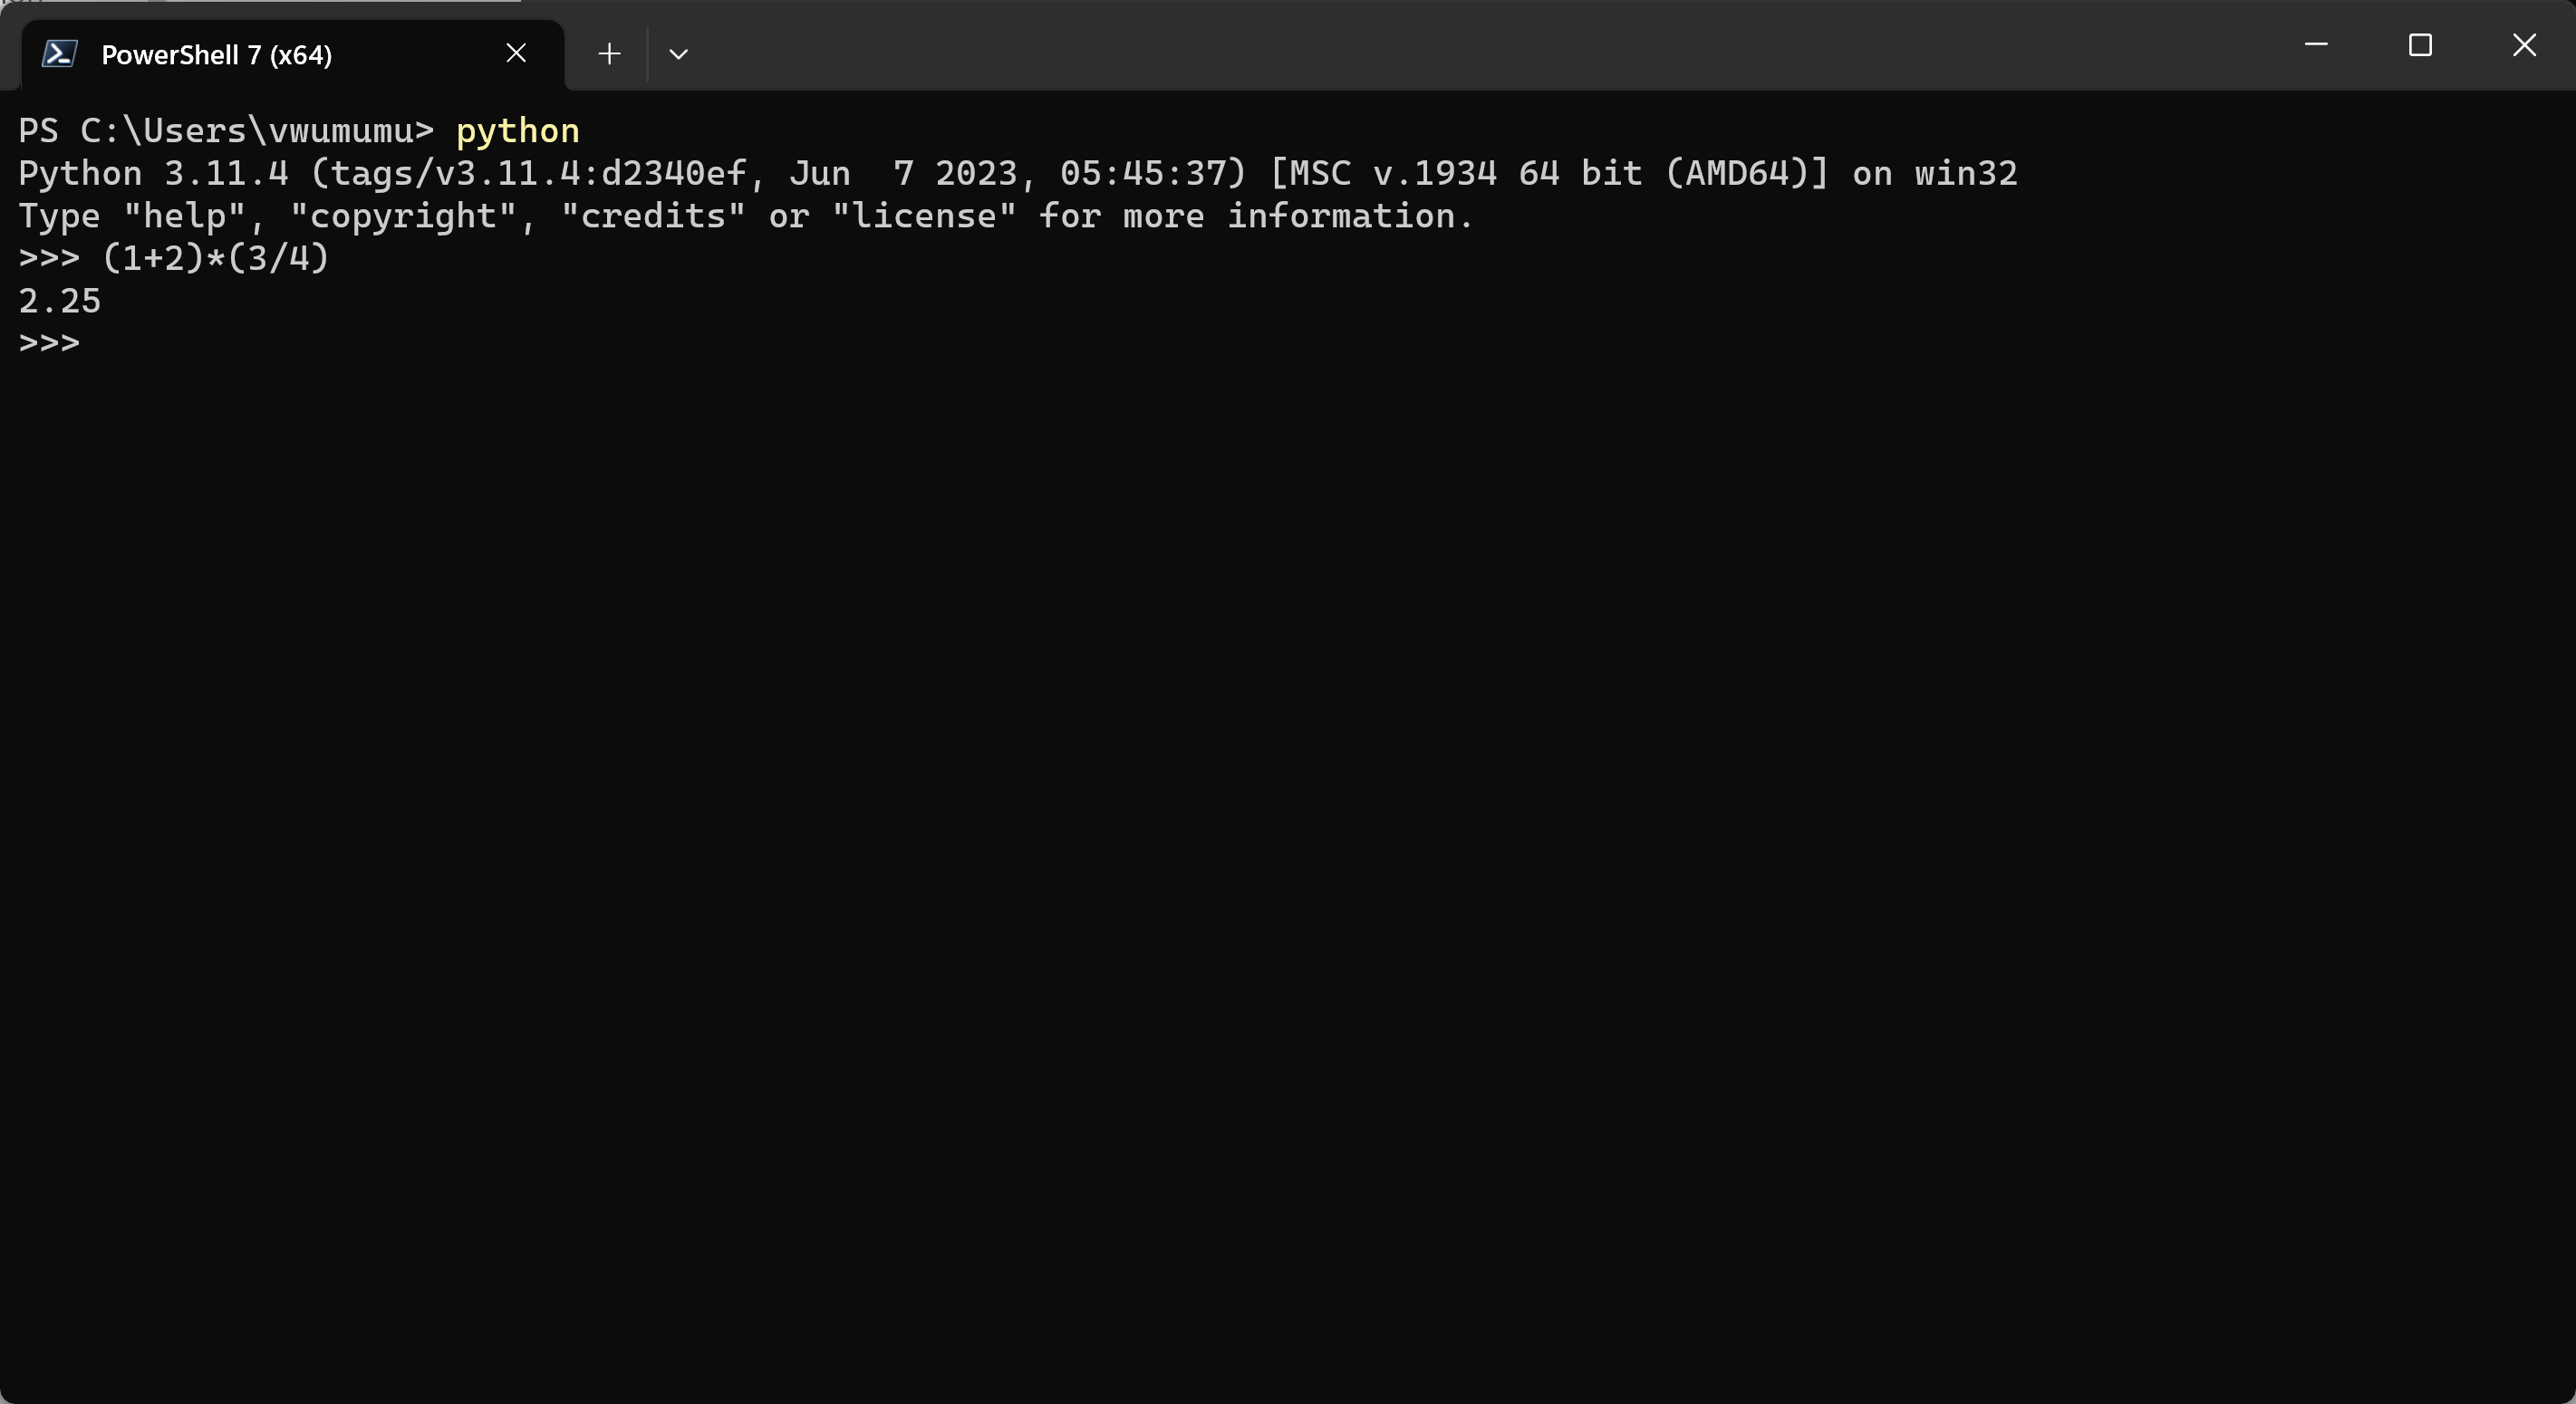 PowerShell 7 (x64)
PS C:\Users\vwumumu> python
Python 3.11.4 (tags/v3.11.4:d2340ef, Jun  7 2023, 05:45:37) [MSC v.1934 64 bit (AMD64)] on win32
Type "help", "copyright", "credits" or "license" for more information.
>>> (1+2)*(3/4)
2.25
>>>